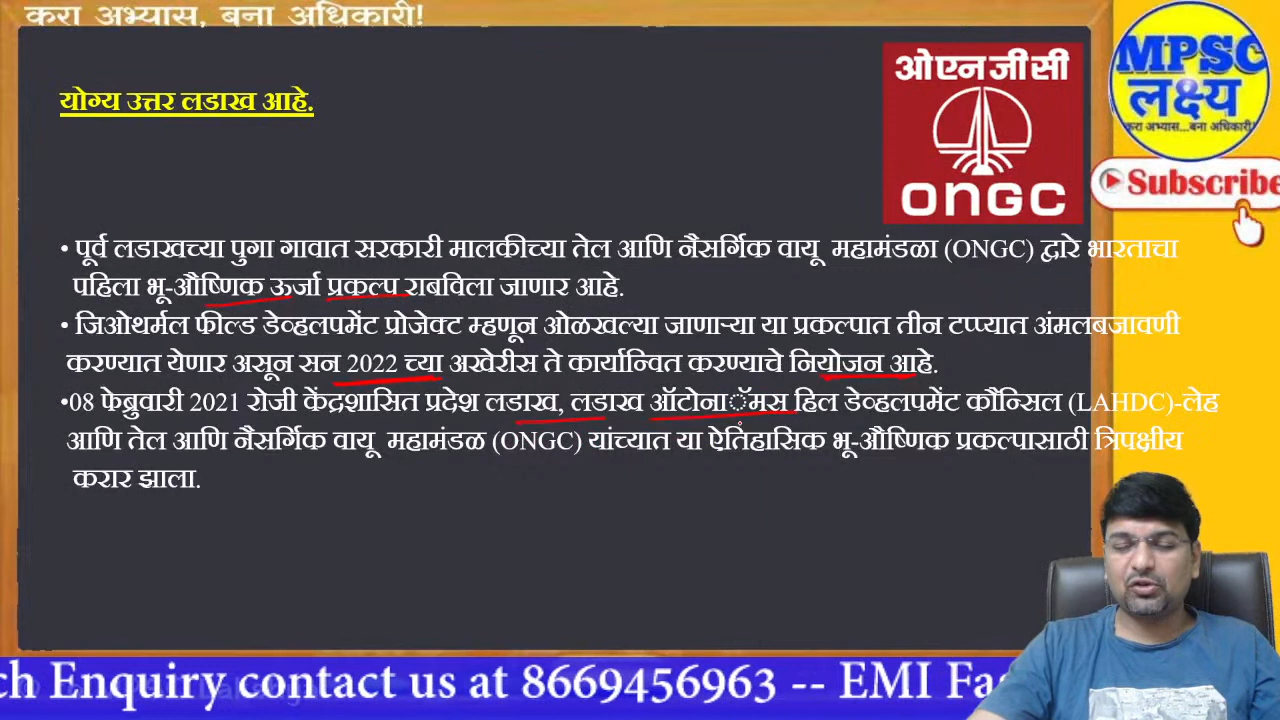 करा अभ्यास, बना अधिकारी!
MPSC
लक्ष्य
करा अभ्यास...बना अधिकारी!
Subscribe
ओएनजीसी
ONGC
योग्य उत्तर लडाख आहे.
• पूर्व लडाखच्या पुगा गावात सरकारी मालकीच्या तेल आणि नैसर्गिक वायू महामंडळा (ONGC) द्वारे भारताचा
पहिला भू-औष्णिक ऊर्जा प्रकल्प राबविला जाणार आहे.
• जिओथर्मल फील्ड डेव्हलपमेंट प्रोजेक्ट म्हणून ओळखल्या जाणाऱ्या या प्रकल्पात तीन टप्प्यात अंमलबजावणी
करण्यात येणार असून सन 2022 च्या अखेरीस ते कार्यान्वित करण्याचे नियोजन आहे.
•08 फेब्रुवारी 2021 रोजी केंद्रशासित प्रदेश लडाख, लडाख ऑटोनाॅमस हिल डेव्हलपमेंट कौन्सिल (LAHDC)-लेह
आणि तेल आणि नैसर्गिक वायू महामंडळ (ONGC) यांच्यात या ऐतिहासिक भू-औष्णिक प्रकल्पासाठी त्रिपक्षीय
करार झाला.
ch Enquiry contact us at 8669456963 -- EMI Fac